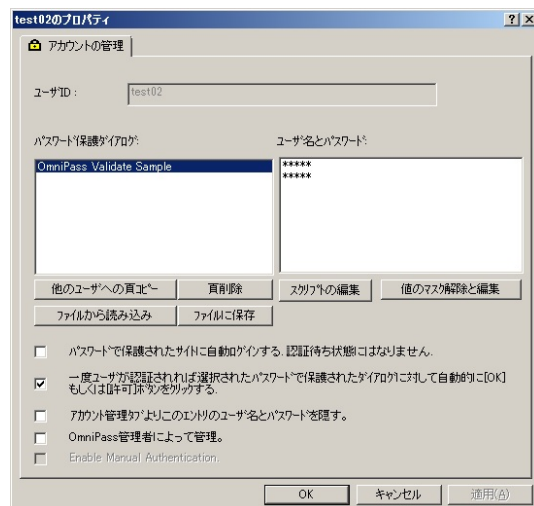 test02のプロパティ
アカウントの管理
ユーザID :
test02
パスワード保護ダイアログ:
ユーザ名とパスワード:
OmniPass Validate Sample
*****
*****
他のユーザへの頁コピー
頁削除
スクリプトの編集
値のマスク解除と編集
ファイルから読み込み
ファイルに保存
パスワードで保護されたサイトに自動ログインする. 認証待ち状態にはなりません.
一度ユーザが認証されれば選択されたパスワードで保護されたダイアログに対して自動的に[OK]
もしくは[許可]ボタンをクリックする.
アカウント管理タブよりこのエントリのユーザ名とパスワードを隠す。
OmniPass管理者によって管理。
Enable Manual Authentication.
OK
キャンセル
適用(A)